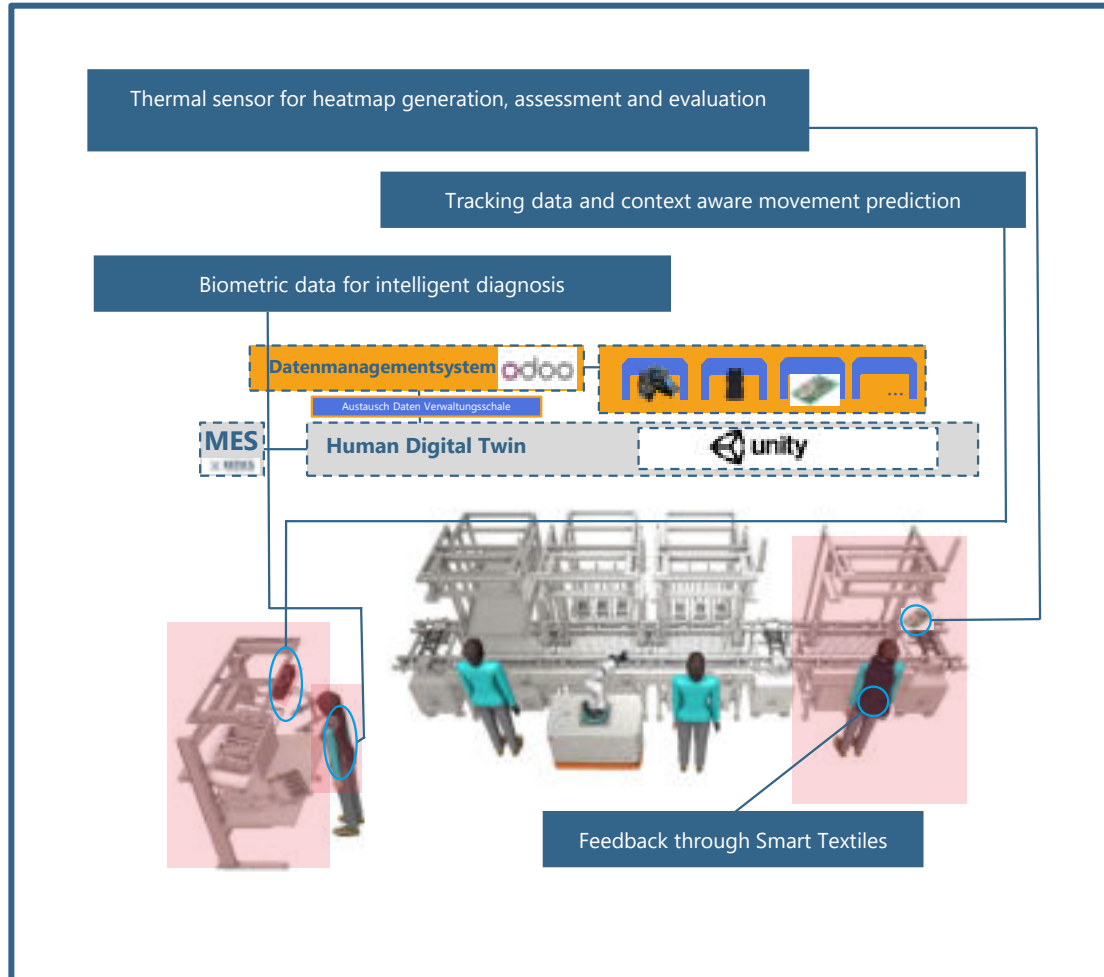 Thermal sensor for heatmap generation, assessment and evaluation
Tracking data and context aware movement prediction
Biometric data for intelligent diagnosis
Datenmanagementsystem odoo
...
Austausch Daten Verwaltungsschale
MES
Human Digital Twin unity
Feedback through Smart Textiles